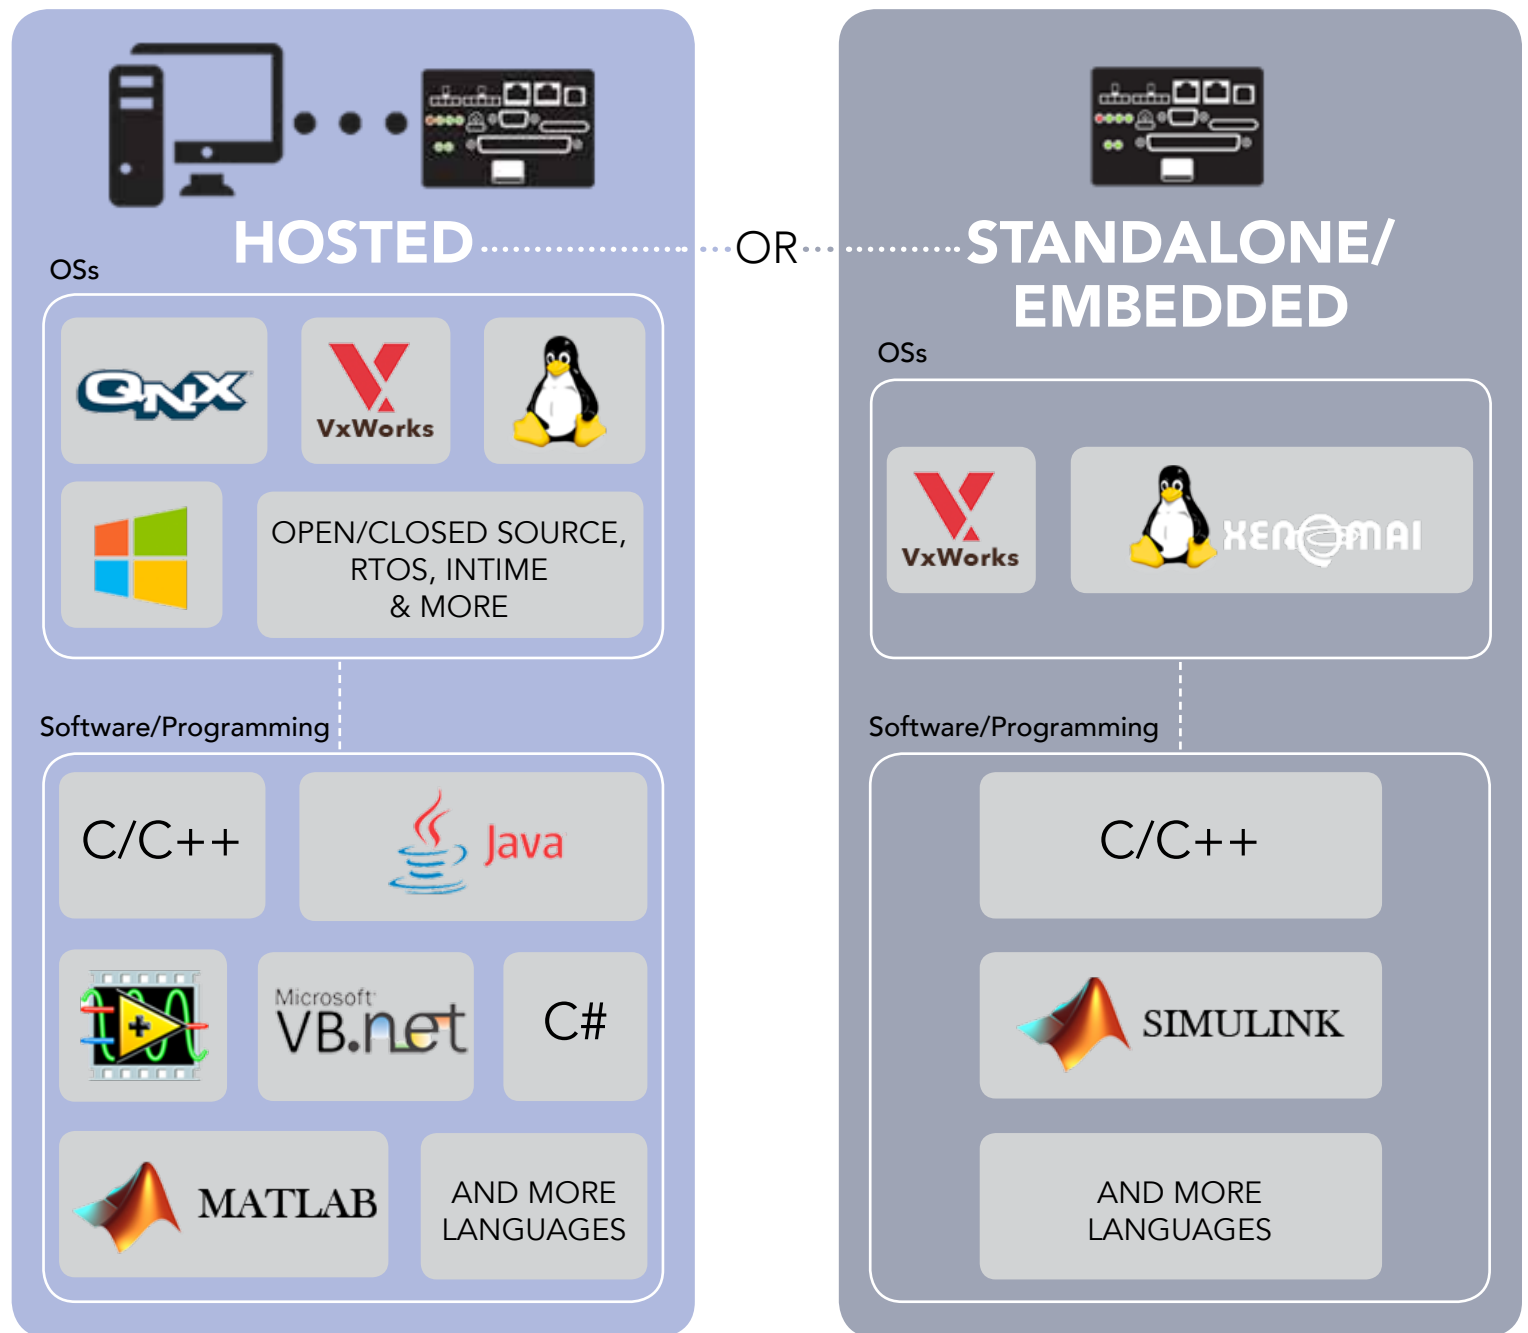 HOSTED
OR
STANDALONE/
EMBEDDED
OSs
QNX
VxWorks
OPEN/CLOSED SOURCE,
RTOS, INTIME
& MORE
Software/Programming
C/C++
Java
Microsoft
VB.net
C#
MATLAB
AND MORE
LANGUAGES
OSs
VxWorks
XENOMAI
Software/Programming
C/C++
SIMULINK
AND MORE
LANGUAGES